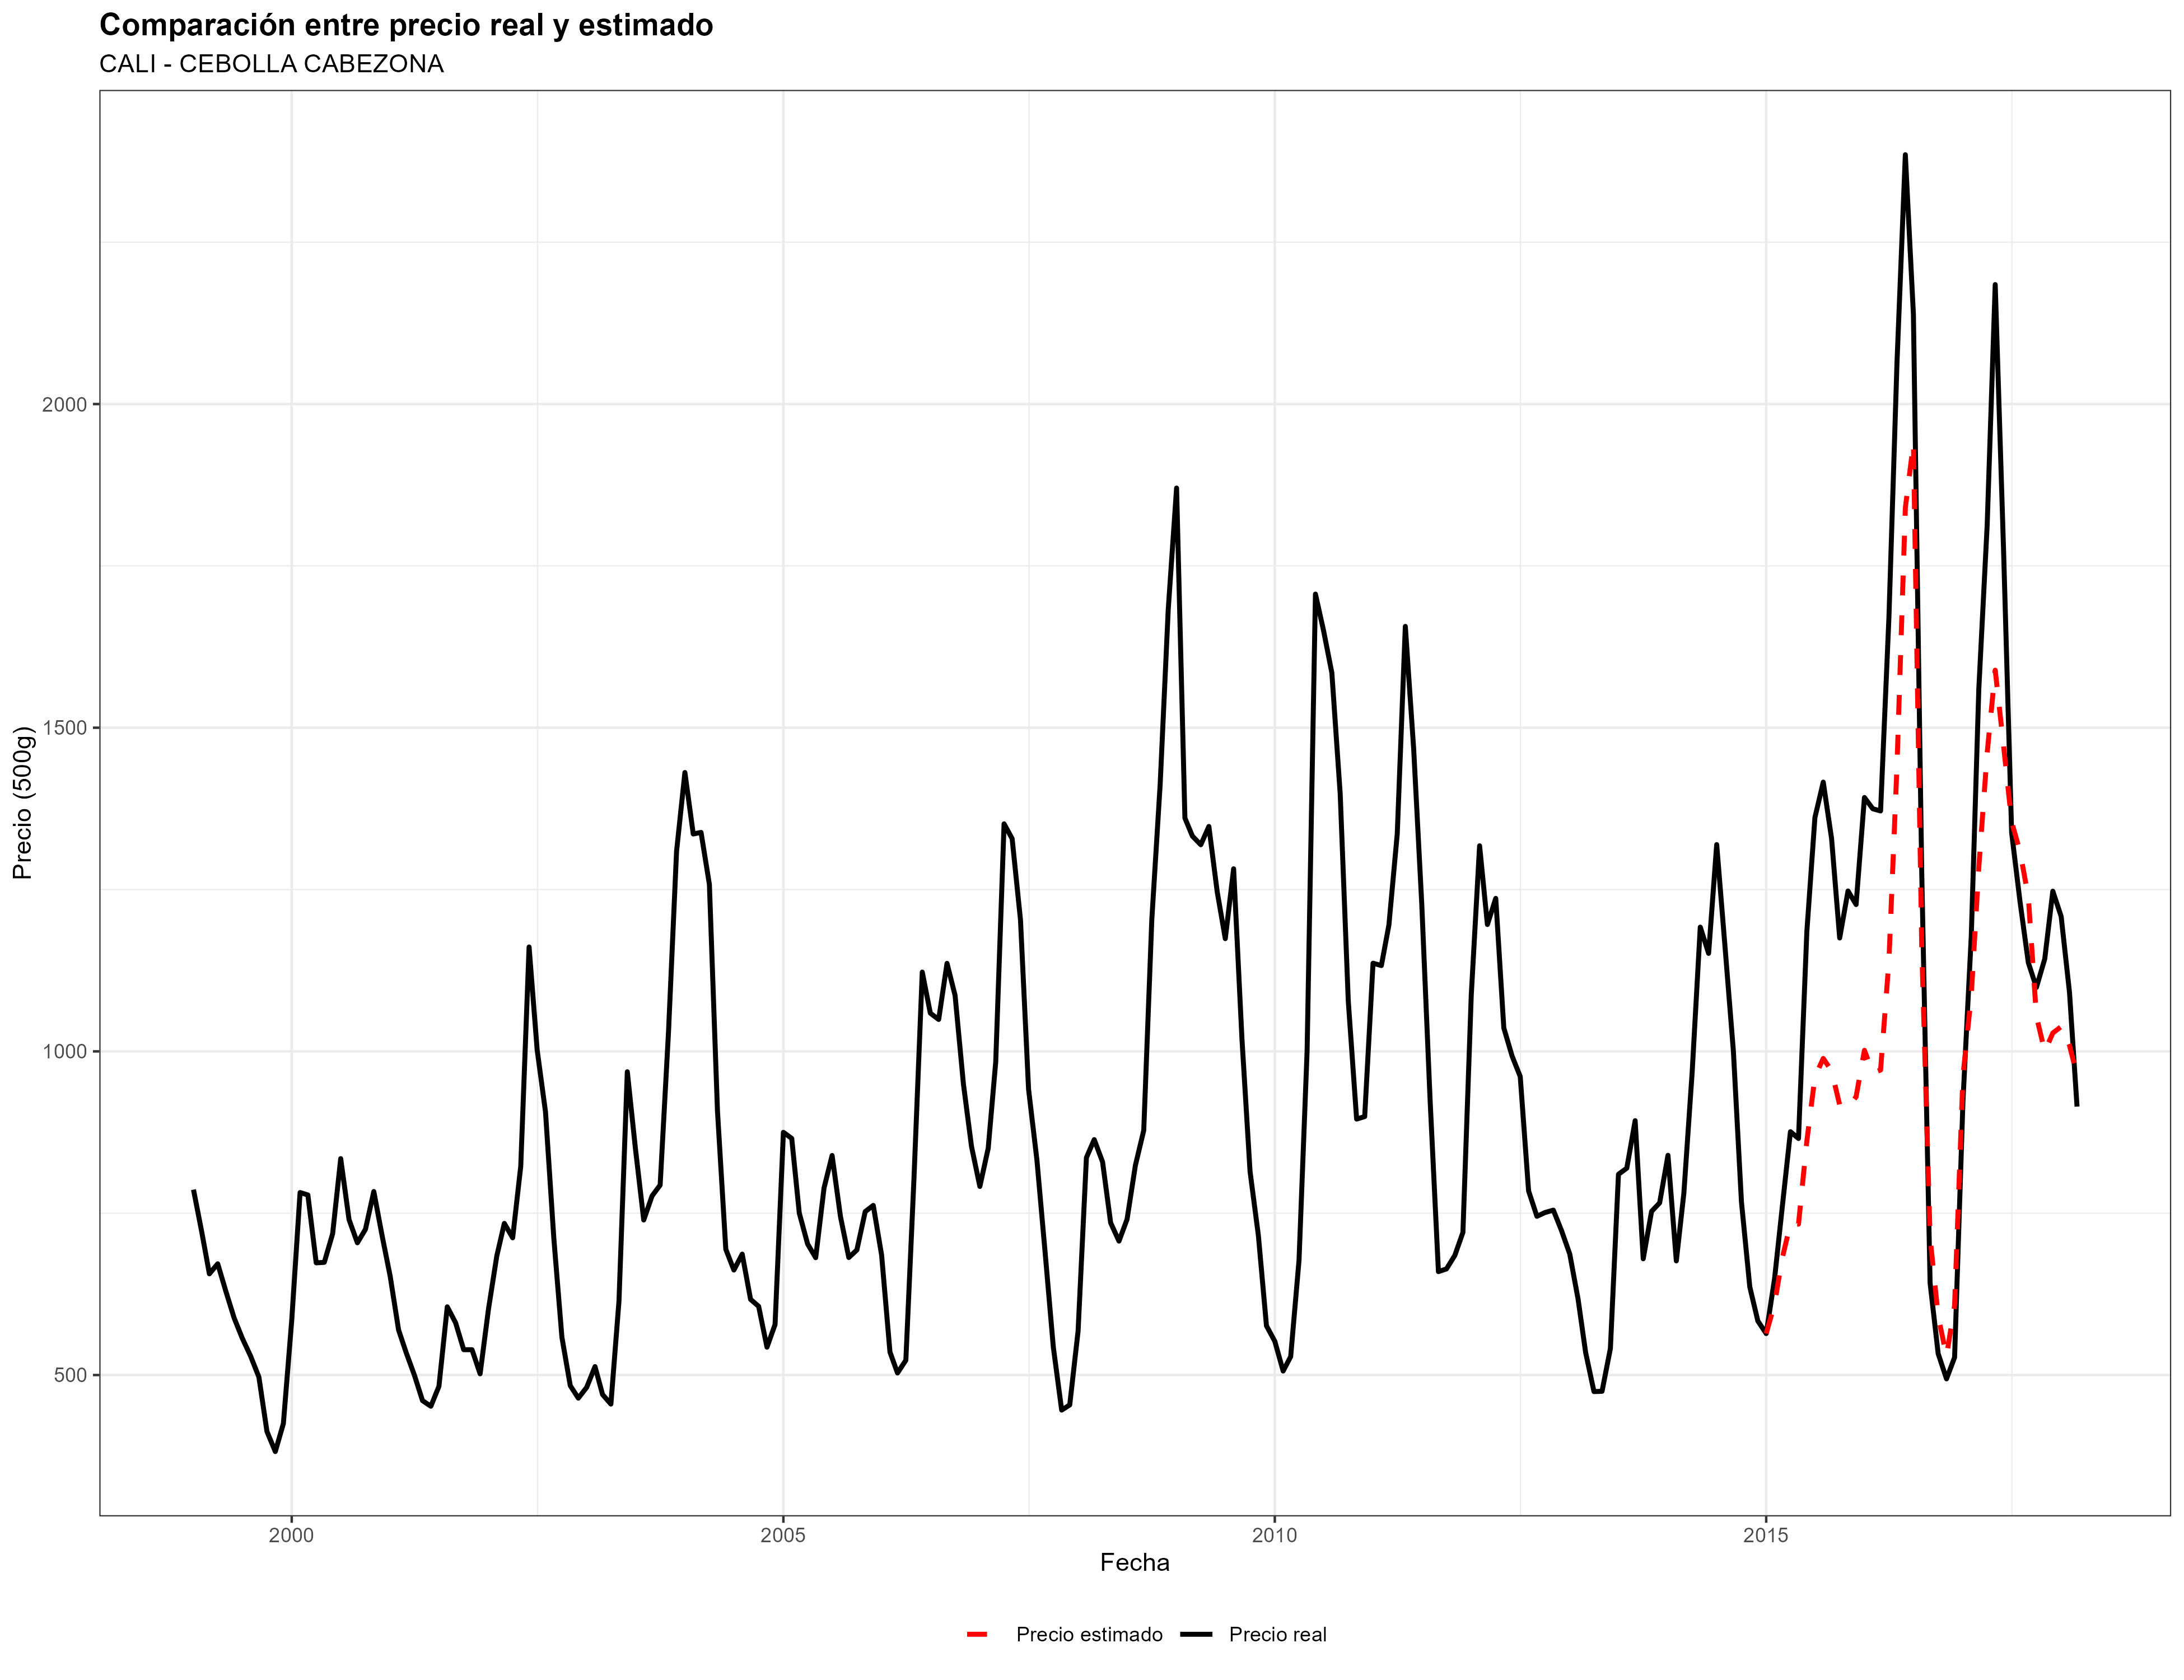 Comparación entre precio real y estimado
CALI - CEBOLLA CABEZONA
Precio (500g)
2000
1500
1000
500
2000
2005
2010
2015
Fecha
Precio estimado
Precio real